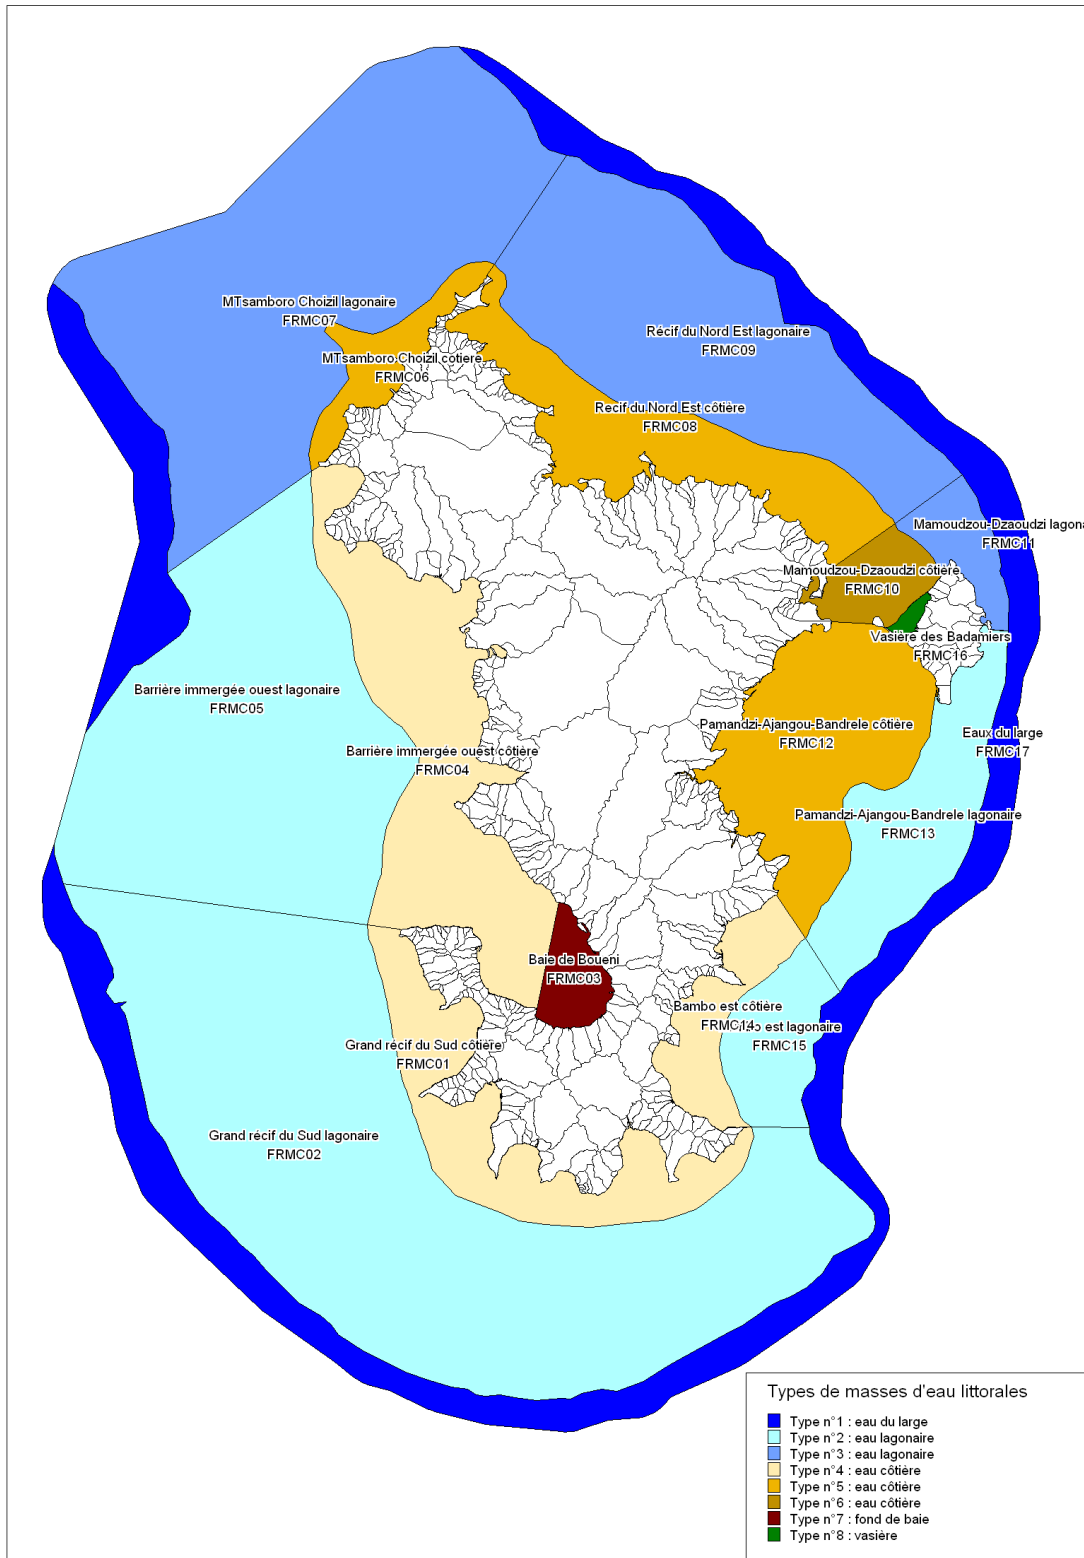 MTsamboro Choizil lagonaire
FRMC07
Récif du Nord Est lagonaire
FRMC09
MTsamboro Choizil cotiere
FRMC06
Recif du Nord Est côtière
FRMC08
Mamoudzou-Dzaoudzi
FRMC11
Mamoudzou-Dzaoudzi côtière
FRMC10
Vasière des Badamiers
FRMC16
Barrière immergée ouest lagonaire
FRMC05
Pamandzi-Ajangou-Bandrele côtière
FRMC12
Eaux du large
FRMC17
Barrière immergée ouest côtière
FRMC04
Pamandzi-Ajangou-Bandrele lagonaire
FRMC13
Baie de Boueni
FRMC03
Bambo est côtière
FRMC14
est lagonaire
FRMC15
Grand récif du Sud côtière
FRMC01
Grand récif du Sud lagonaire
FRMC02
Types de masses d'eau littorales
Type n°1 : eau du large
Type n°2 : eau lagonaire
Type n°3 : eau lagonaire
Type n°4 : eau côtière
Type n°5 : eau côtière
Type n°6 : eau côtière
Type n°7 : fond de baie
Type n°8 : vasière